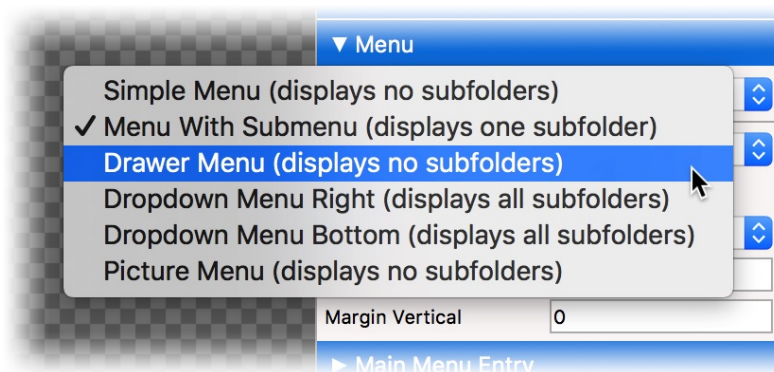 ▼ Menu
Simple Menu (displays no subfolders)
✓ Menu With Submenu (displays one subfolder)
Drawer Menu (displays no subfolders)
Dropdown Menu Right (displays all subfolders)
Dropdown Menu Bottom (displays all subfolders)
Picture Menu (displays no subfolders)
Margin Vertical 0
▶ Main Menu Entry